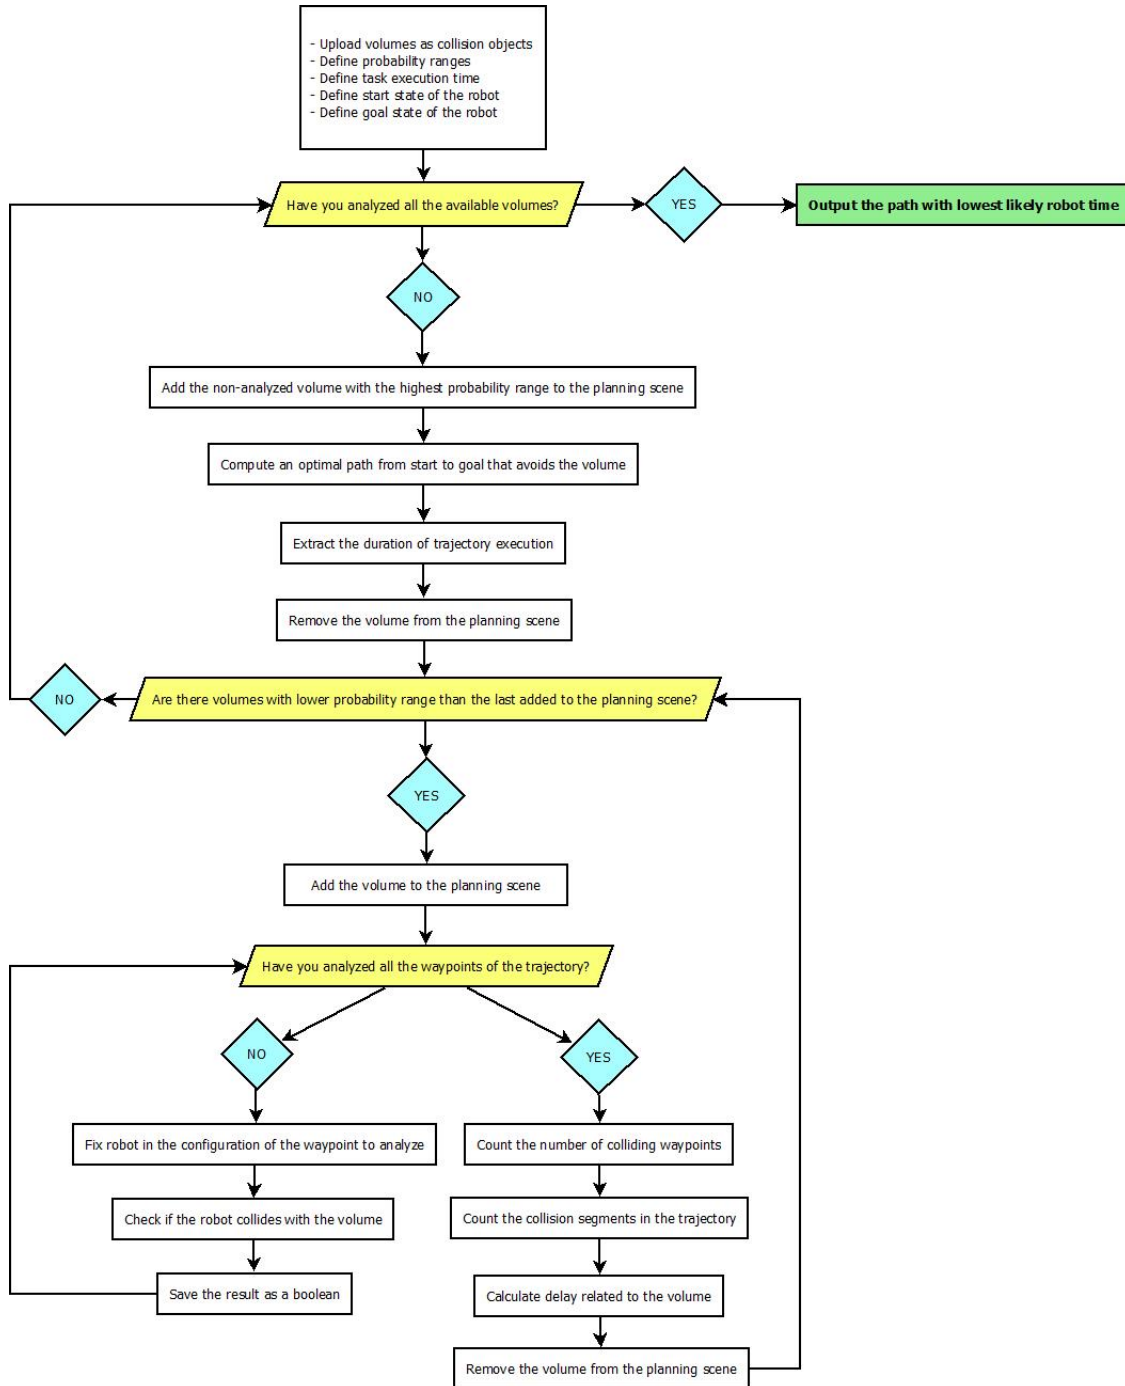 - Upload volumes as collision objects
- Define probability ranges
- Define task execution time
- Define start state of the robot
- Define goal state of the robot
Have you analyzed all the available volumes?
YES
Output the path with lowest likely robot time
NO
Add the non-analyzed volume with the highest probability range to the planning scene
Compute an optimal path from start to goal that avoids the volume
Extract the duration of trajectory execution
Remove the volume from the planning scene
NO
Are there volumes with lower probability range than the last added to the planning scene?
YES
Add the volume to the planning scene
Have you analyzed all the waypoints of the trajectory?
NO
YES
Fix robot in the configuration of the waypoint to analyze
Count the number of colliding waypoints
Check if the robot collides with the volume
Count the collision segments in the trajectory
Save the result as a boolean
Calculate delay related to the volume
Remove the volume from the planning scene